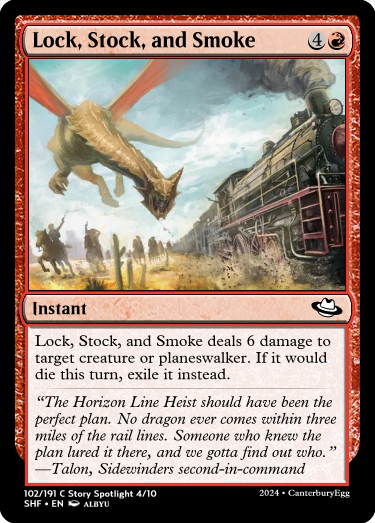 Lock, Stock, and Smoke 4
Instant
Lock, Stock, and Smoke deals 6 damage to
target creature or planeswalker. If it would
die this turn, exile it instead.
“The Horizon Line Heist should have been the
perfect plan. No dragon ever comes within three
miles of the rail lines. Someone who knew the
plan lured it there, and we gotta find out who.”
—Talon, Sidewinders second-in-command
102/191 C Story Spotlight 4/10
2024 • CanterburyEgg
SHF • EN ALBYU